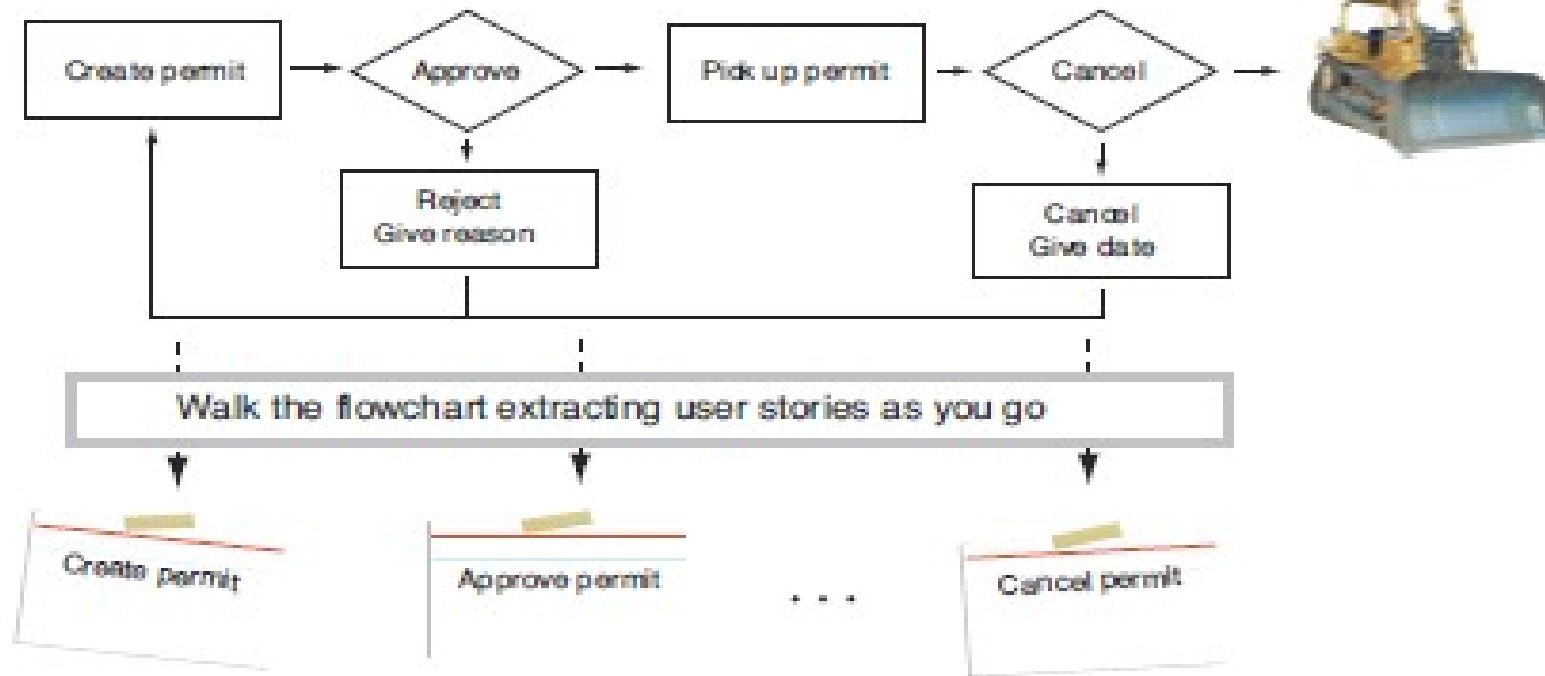 Create permit
Approve
Pick up permit
Cancel
Reject
Give reason
Cancel
Give date
Walk the flowchart extracting user stories as you go
Create permit
Approve permit
. . .
Cancel permit